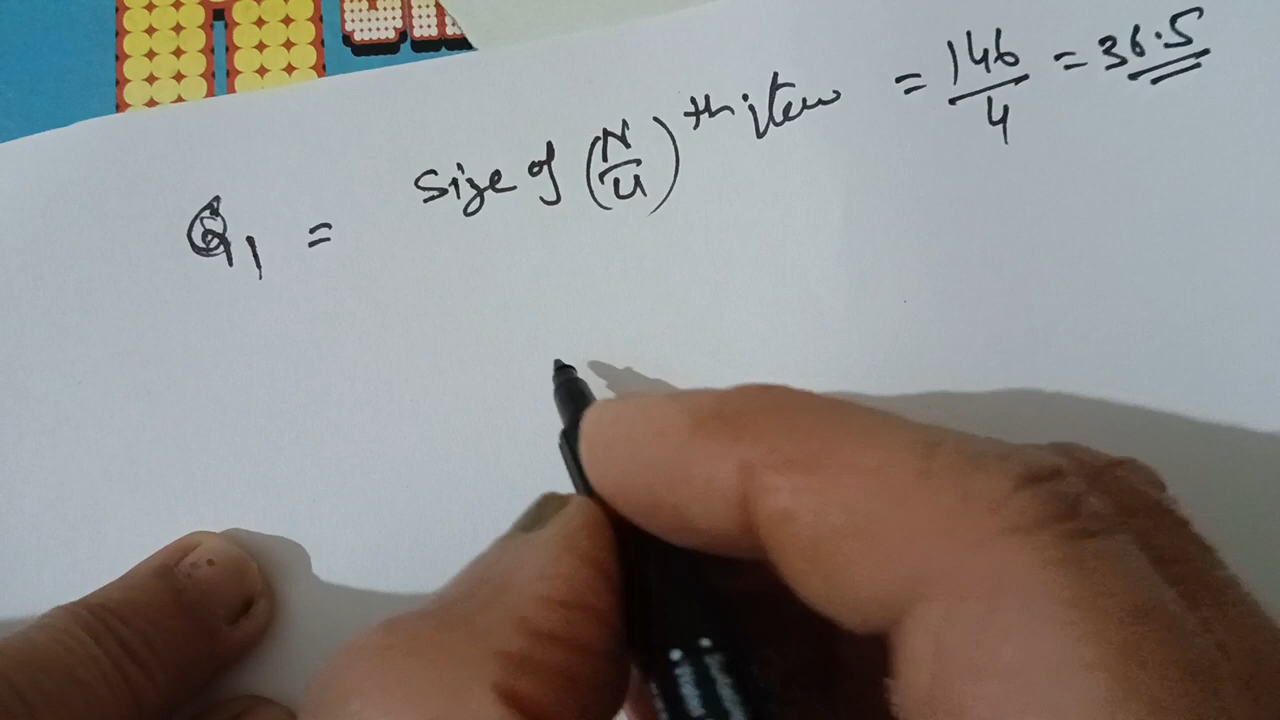 Q1 = Size of (N/4)th item = 146/4 = 36.5